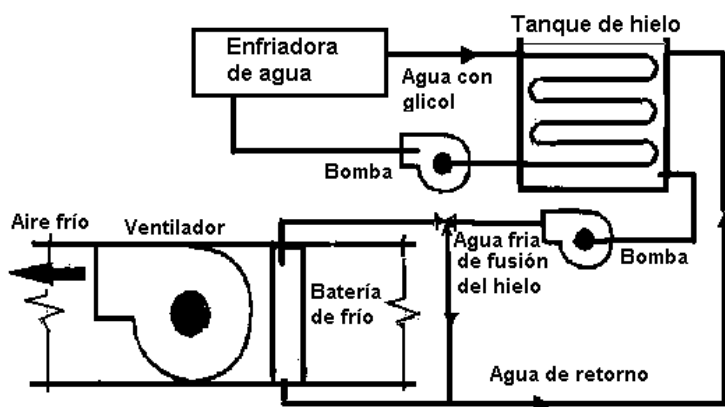 Tanque de hielo
Enfriadora
de agua
Agua con
glicol
Bomba
Aire frío
Ventilador
Agua fria
de fusión
del hielo
Bomba
Batería
de frío
Agua de retorno